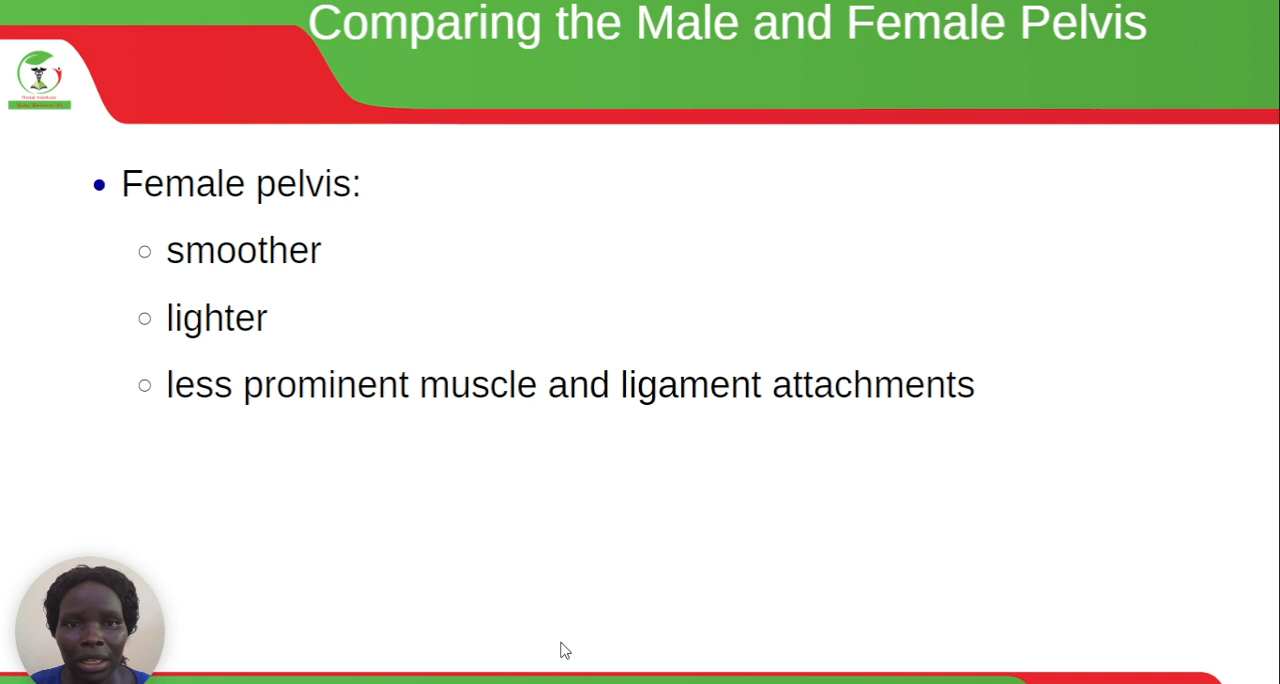 Comparing the Male and Female Pelvis
Female pelvis:
smoother
lighter
less prominent muscle and ligament attachments